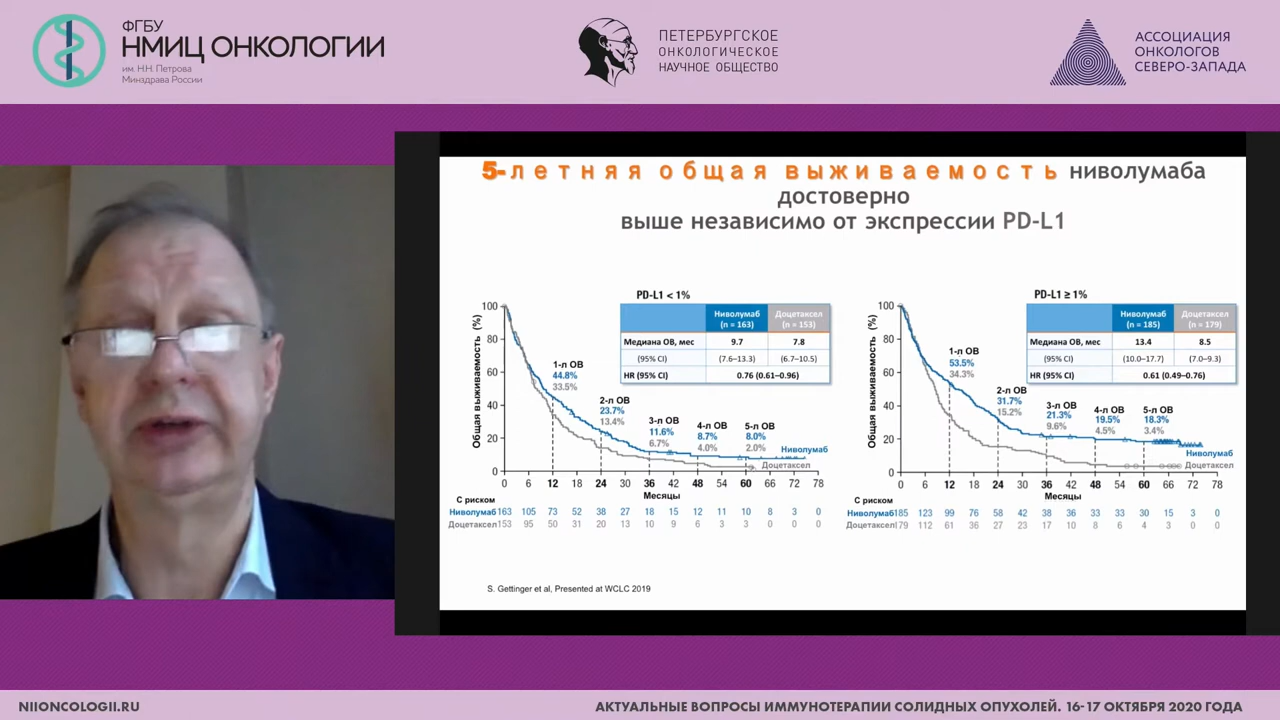 ФГБУ
НМИЦ ОНКОЛОГИИ
им. Н.Н. Петрова
Минздрава России
ПЕТЕРБУРГСКОЕ
ОНКОЛОГИЧЕСКОЕ
НАУЧНОЕ ОБЩЕСТВО
АССОЦИАЦИЯ
ОНКОЛОГОВ
СЕВЕРО-ЗАПАДА
5-летняя общая выживаемость ниволумаба
достоверно
выше независимо от экспрессии PD-L1
PD-L1 < 1%
Ниволумаб (n = 163) Доцетаксел (n = 153)
Медиана ОВ, мес 9.7 7.8
(95% CI) (7.6–13.3) (6.7–10.5)
HR (95% CI) 0.76 (0.61–0.96)
Общая выживаемость (%)
100
80
60
40
20
0
1-л ОВ
44.8%
33.5%
2-л ОВ
23.7%
13.4%
3-л ОВ
11.6%
6.7%
4-л ОВ
8.7%
4.0%
5-л ОВ
8.0%
2.0%
Ниволумаб
Доцетаксел
0 6 12 18 24 30 36 42 48 54 60 66 72 78
Месяцы
С риском
Ниволумаб 163 105 73 52 38 27 18 15 12 11 10 8 3 0
Доцетаксел 153 95 50 31 20 13 10 9 6 3 3 0 0 0
PD-L1 ≥ 1%
Ниволумаб (n = 185) Доцетаксел (n = 179)
Медиана ОВ, мес 13.4 8.5
(95% CI) (10.0–17.7) (7.0–9.3)
HR (95% CI) 0.61 (0.49–0.76)
Общая выживаемость (%)
100
80
60
40
20
0
1-л ОВ
53.5%
34.3%
2-л ОВ
31.7%
15.2%
3-л ОВ
21.3%
9.6%
4-л ОВ
19.5%
4.5%
5-л ОВ
18.3%
3.4%
Ниволумаб
Доцетаксел
0 6 12 18 24 30 36 42 48 54 60 66 72 78
Месяцы
С риском
Ниволумаб 185 123 99 76 58 42 38 36 33 33 30 15 3 0
Доцетаксел 179 112 61 36 27 23 17 10 8 6 4 3 0 0
S. Gettinger et al, Presented at WCLC 2019
NIIONCOLOGII.RU
АКТУАЛЬНЫЕ ВОПРОСЫ ИММУНОТЕРАПИИ СОЛИДНЫХ ОПУХОЛЕЙ. 16-17 ОКТЯБРЯ 2020 ГОДА